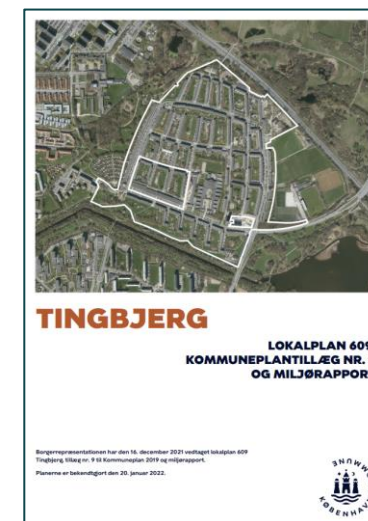 TINGBJERG
LOKALPLAN 609
KOMMUNEPLANTILLÆG NR.
OG MILJØRAPPOR
Borgerrepræsentationen har den 16. december 2021 vedtaget lokalplan 609
Tingbjerg, tillæg nr. 9 til Kommuneplan 2019 og miljørapport.
Planerne er bekendtgjort den 20. januar 2022.
KØBENHAVN